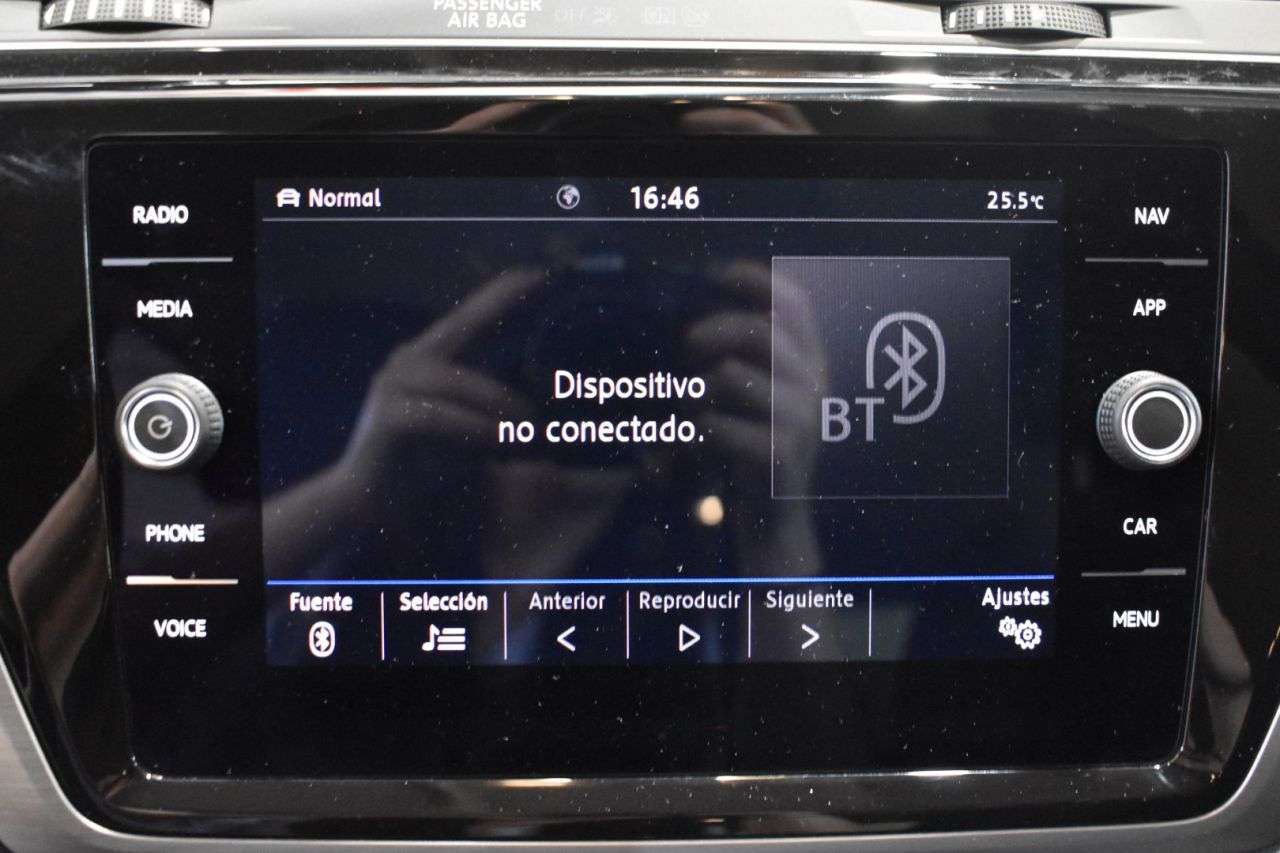 PASSENGER
AIR BAG OFF
Normal 16:46 25.5°C
RADIO
MEDIA
PHONE
VOICE
Dispositivo
no conectado.
BT
NAV
APP
CAR
MENU
Fuente Selección Anterior Reproducir Siguiente Ajustes